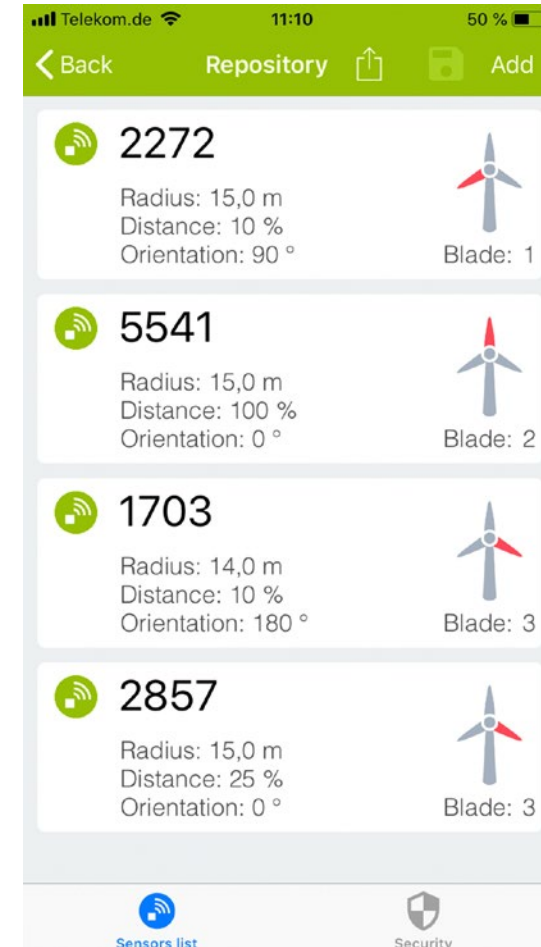 Telekom.de 11:10 50 %
Back Repository Add
2272
Radius: 15,0 m
Distance: 10 %
Orientation: 90 °
Blade: 1
5541
Radius: 15,0 m
Distance: 100 %
Orientation: 0 °
Blade: 2
1703
Radius: 14,0 m
Distance: 10 %
Orientation: 180 °
Blade: 3
2857
Radius: 15,0 m
Distance: 25 %
Orientation: 0 °
Blade: 3
Sensors list Security